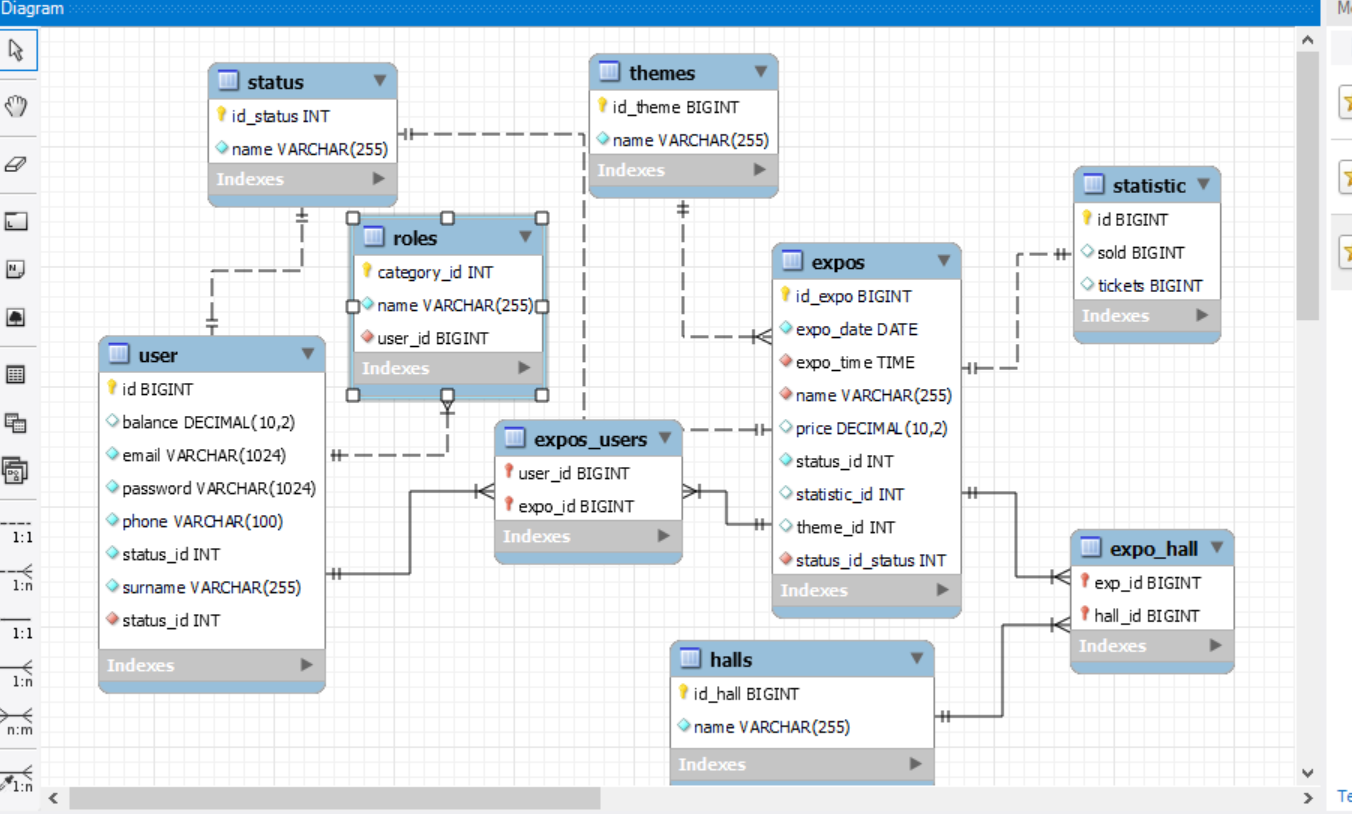 Diagram
status
id_status INT
name VARCHAR(255)
Indexes
themes
id_theme BIGINT
name VARCHAR(255)
Indexes
statistic
id BIGINT
sold BIGINT
tickets BIGINT
Indexes
roles
category_id INT
name VARCHAR(255)
user_id BIGINT
Indexes
expos
id_expo BIGINT
expo_date DATE
expo_time TIME
name VARCHAR(255)
price DECIMAL(10,2)
status_id INT
statistic_id INT
theme_id INT
status_id_status INT
Indexes
user
id BIGINT
balance DECIMAL(10,2)
email VARCHAR(1024)
password VARCHAR(1024)
phone VARCHAR(100)
status_id INT
surname VARCHAR(255)
status_id INT
Indexes
expos_users
user_id BIGINT
expo_id BIGINT
Indexes
expo_hall
exp_id BIGINT
hall_id BIGINT
Indexes
halls
id_hall BIGINT
name VARCHAR(255)
Indexes
1:1
1:n
1:1
1:n
n:m
1:n